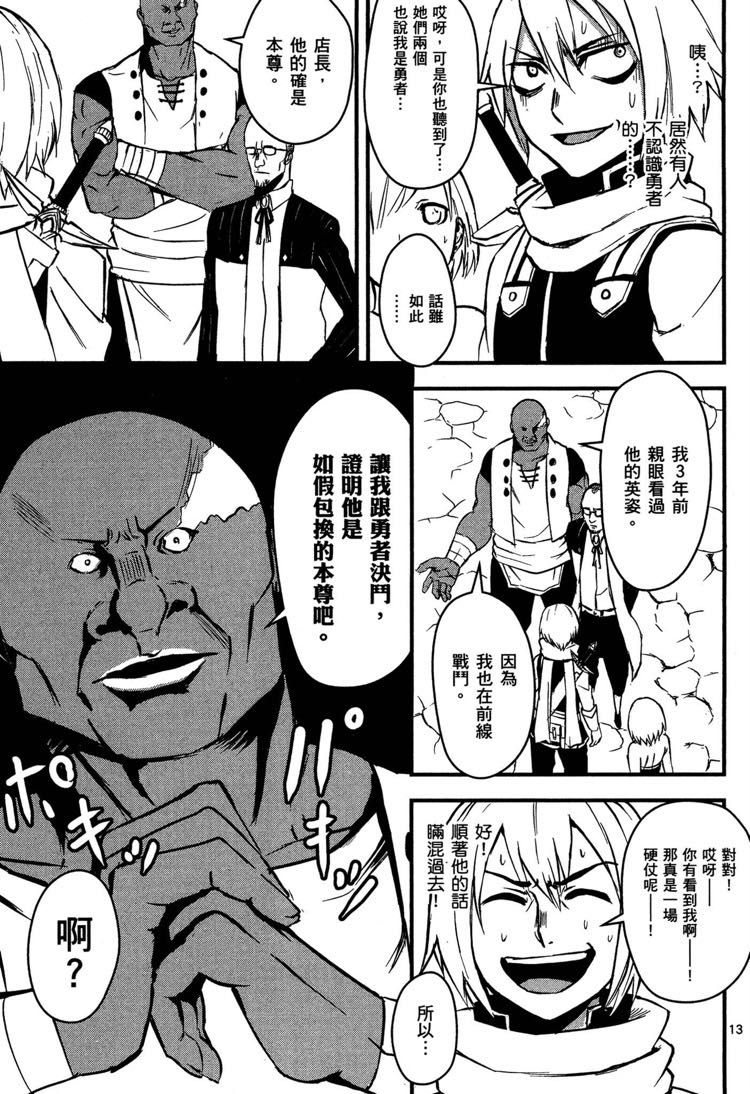 咦…？
居然有人
不認識勇者
的……？
哎呀，可是你也聽到了…
她們兩個
也說我是勇者…
話雖
如此
……
店長，
他的確是
本尊。
我3年前
親眼看過
他的英姿。
因為
我也在前線
戰鬥。
對對！
哎呀──
你有看到我啊──！
那真是一場
硬仗呢──！
好！
順著他的話
瞞混過去！
所以…
讓我跟勇者決鬥，
證明他是
如假包換的本尊吧。
ポキ
ポキッ
啊？
13